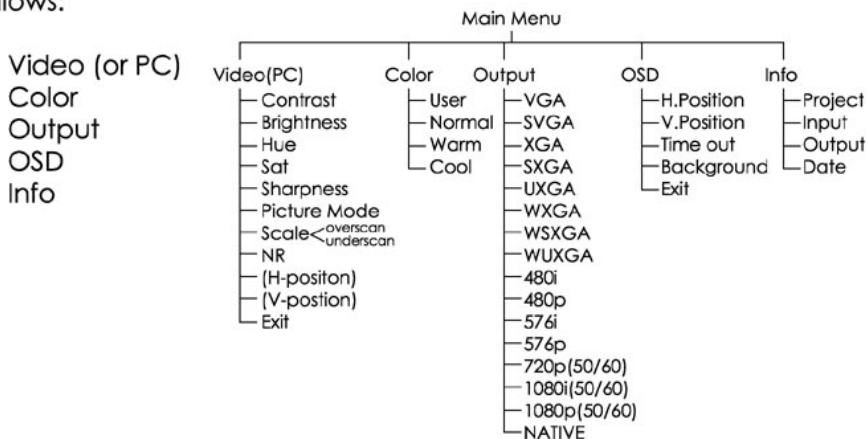 llows:
Video (or PC)
Color
Output
OSD
Info
Main Menu
Video(PC)
Contrast
Brightness
Hue
Sat
Sharpness
Picture Mode
Scale< overscan
underscan
NR
(H-positon)
(V-postion)
Exit
Color
User
Normal
Warm
Cool
Output
VGA
SVGA
XGA
SXGA
UXGA
WXGA
WSXGA
WUXGA
480i
480p
576i
576p
720p(50/60)
1080i(50/60)
1080p(50/60)
NATIVE
OSD
H.Position
V.Position
Time out
Background
Exit
Info
Project
Input
Output
Date